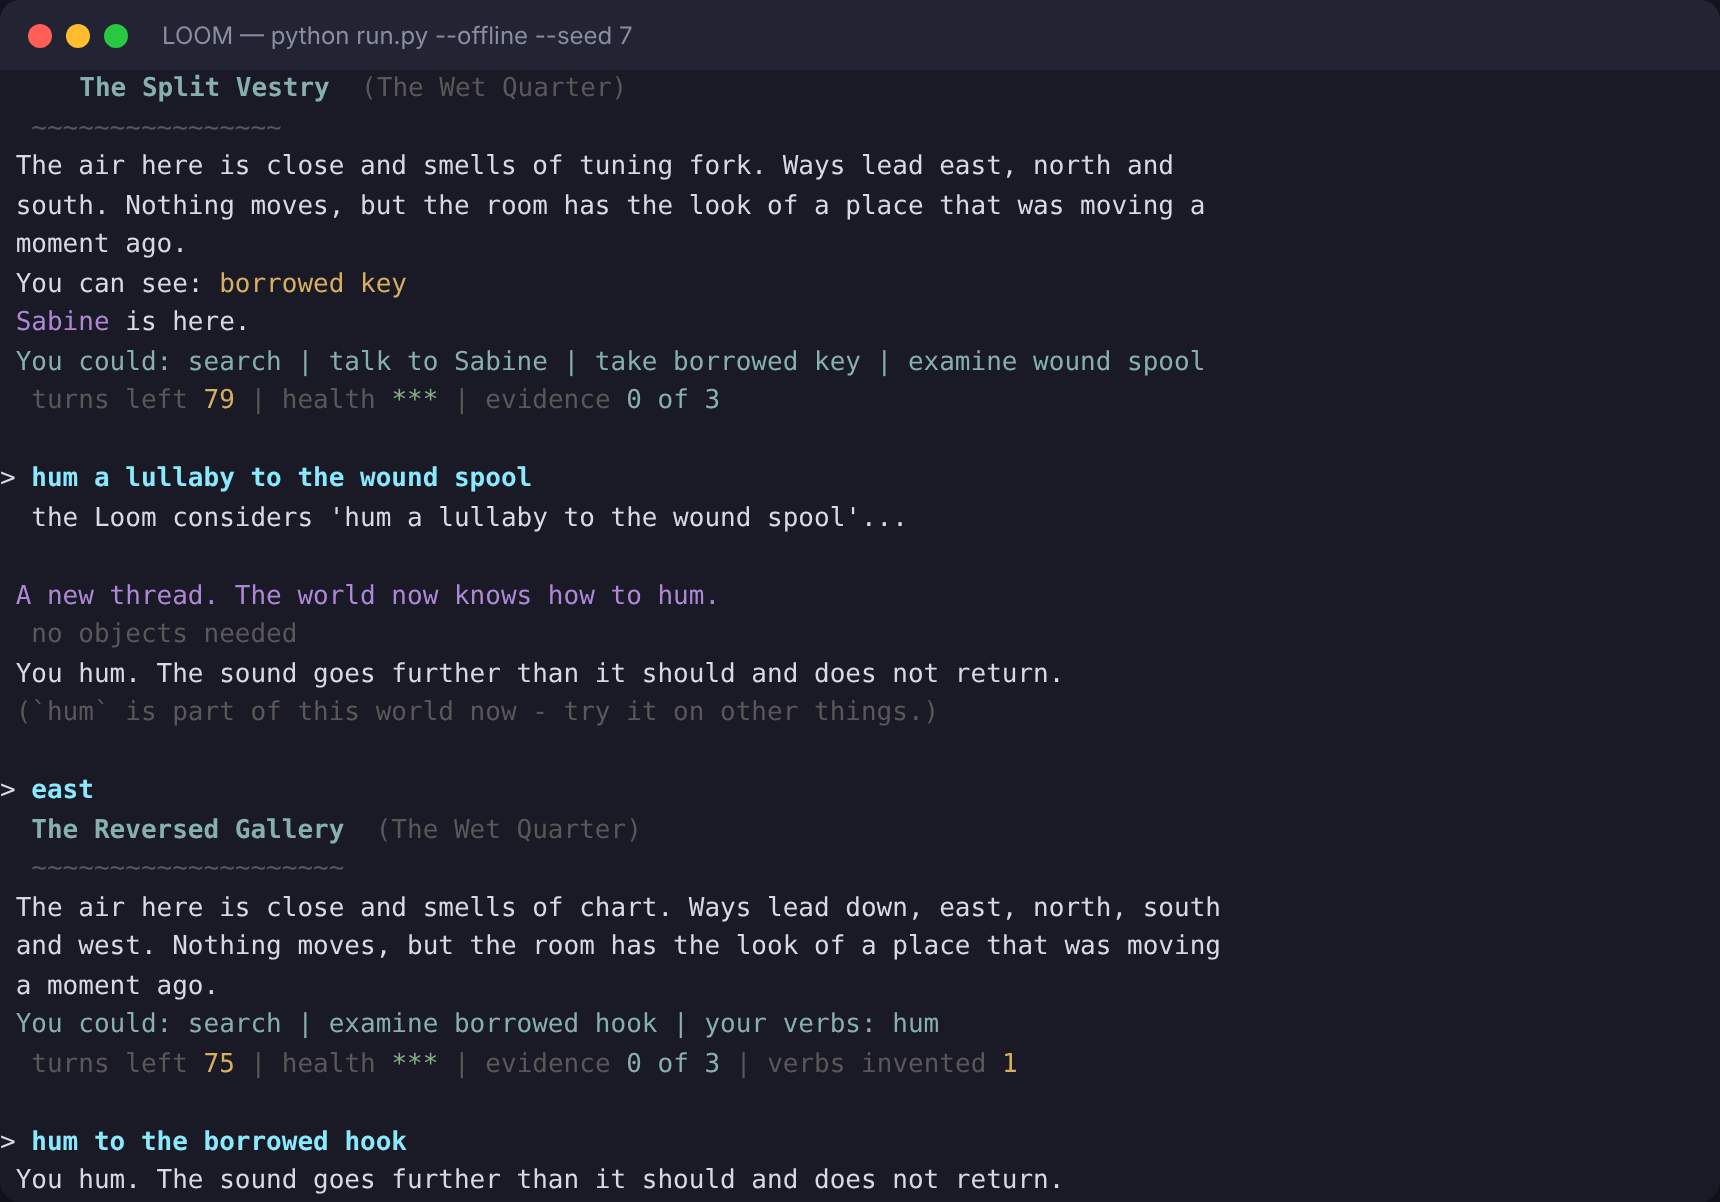 LOOM — python run.py --offline --seed 7
The Split Vestry (The Wet Quarter)
~~~~~~~~~~~~~~~~
The air here is close and smells of tuning fork. Ways lead east, north and
south. Nothing moves, but the room has the look of a place that was moving a
moment ago.
You can see: borrowed key
Sabine is here.
You could: search | talk to Sabine | take borrowed key | examine wound spool
turns left 79 | health *** | evidence 0 of 3
> hum a lullaby to the wound spool
the Loom considers 'hum a lullaby to the wound spool'...
A new thread. The world now knows how to hum.
no objects needed
You hum. The sound goes further than it should and does not return.
(`hum` is part of this world now - try it on other things.)
> east
The Reversed Gallery (The Wet Quarter)
~~~~~~~~~~~~~~~~~~~~
The air here is close and smells of chart. Ways lead down, east, north, south
and west. Nothing moves, but the room has the look of a place that was moving
a moment ago.
You could: search | examine borrowed hook | your verbs: hum
turns left 75 | health *** | evidence 0 of 3 | verbs invented 1
> hum to the borrowed hook
You hum. The sound goes further than it should and does not return.